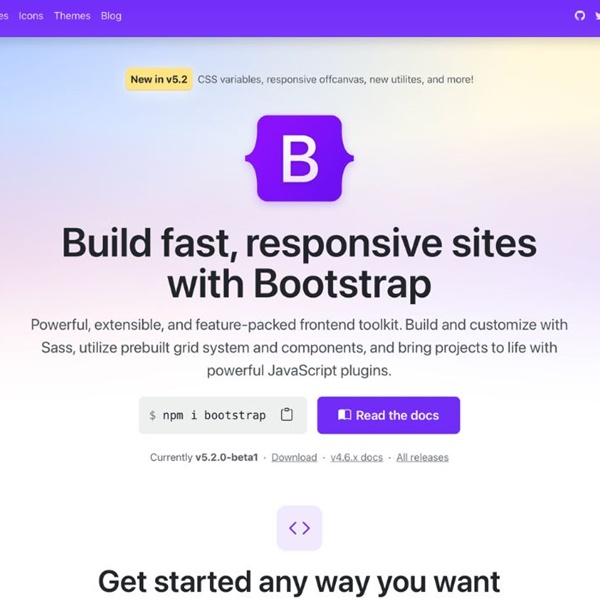 es Icons Themes Blog
New in v5.2 CSS variables, responsive offcanvas, new utilites, and more!
B
Build fast, responsive sites
with Bootstrap
Powerful, extensible, and feature-packed frontend toolkit. Build and customize with
Sass, utilize prebuilt grid system and components, and bring projects to life with
powerful JavaScript plugins.
$ npm i bootstrap Read the docs
Currently v5.2.0-beta1 · Download · v4.6.x docs · All releases
Get started any way you want